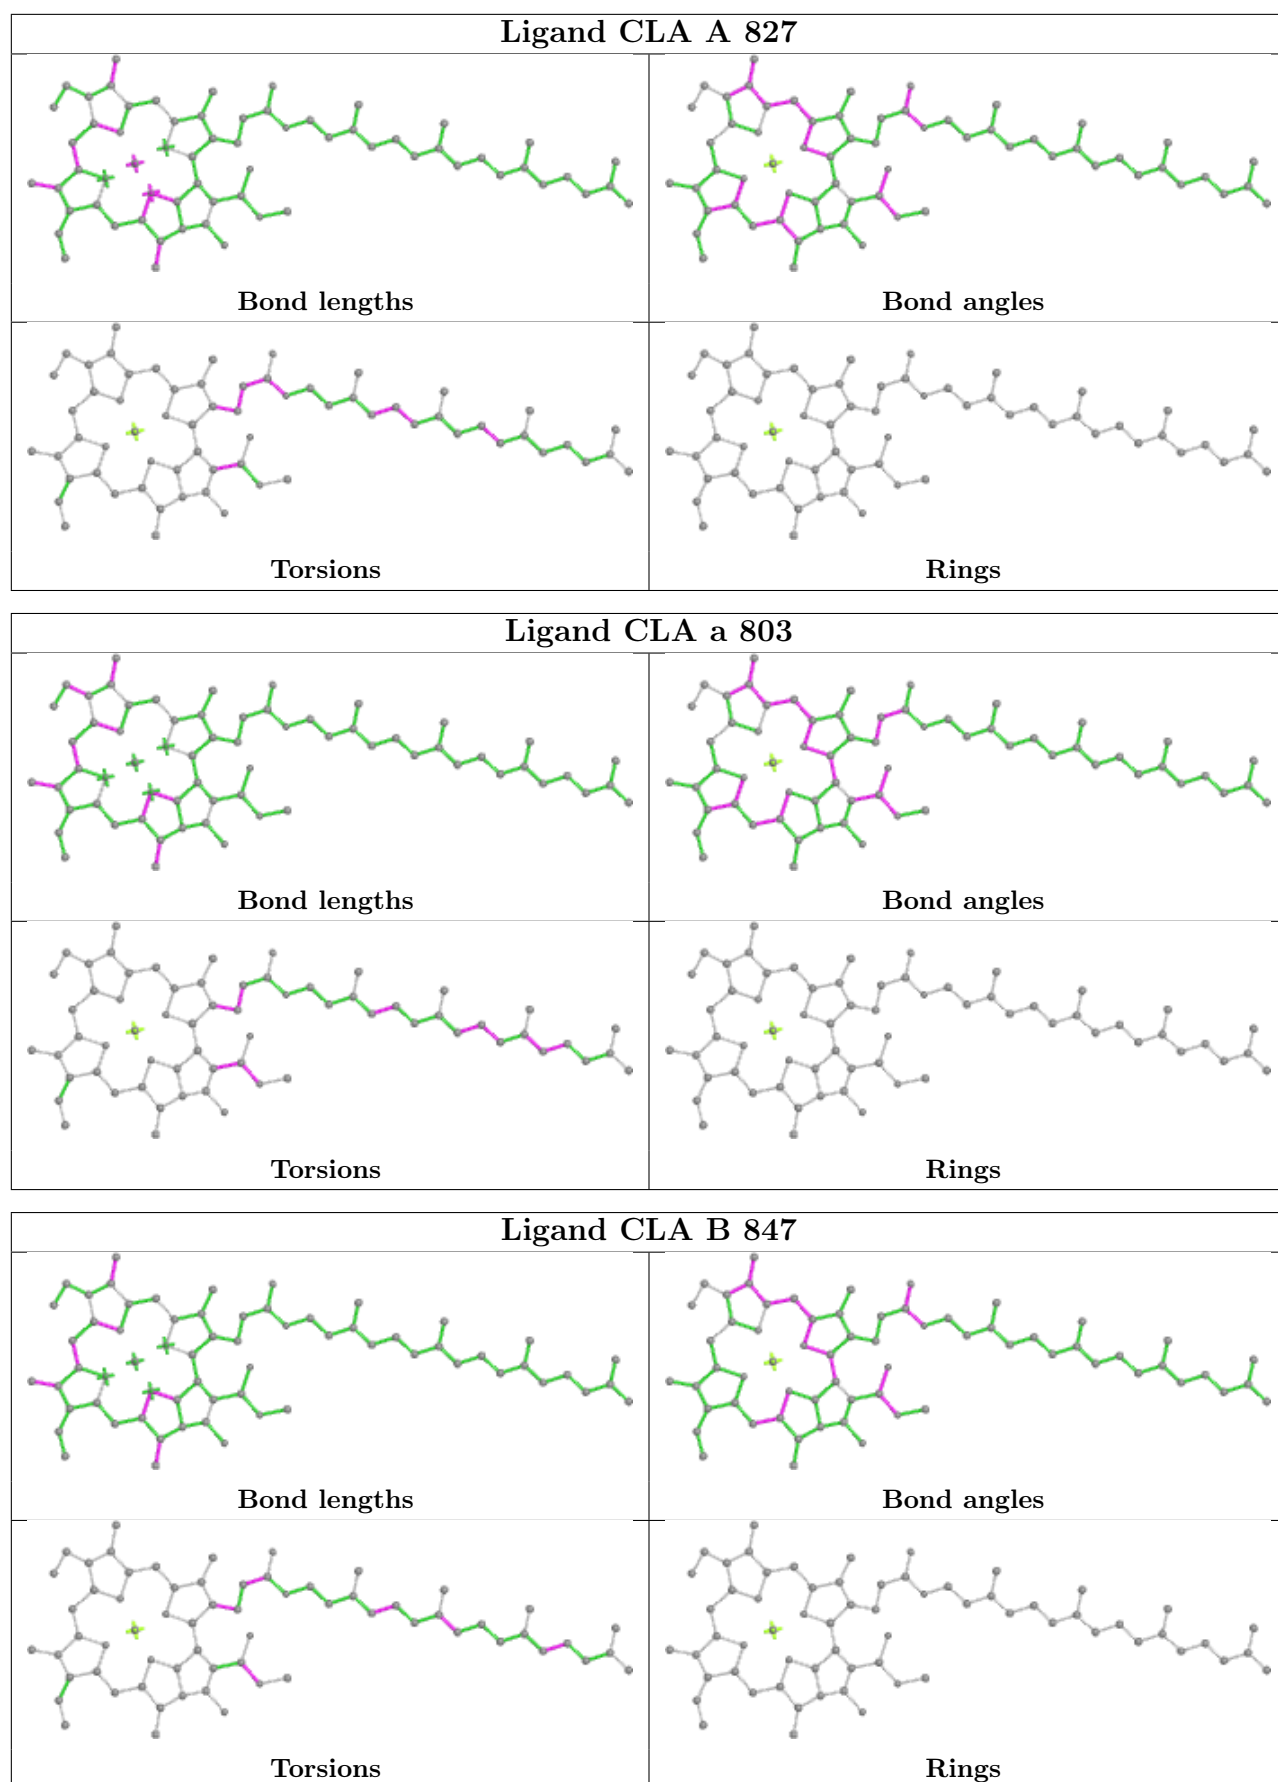 Ligand CLA A 827
Bond lengths
Bond angles
Torsions
Rings
Ligand CLA a 803
Bond lengths
Bond angles
Torsions
Rings
Ligand CLA B 847
Bond lengths
Bond angles
Torsions
Rings